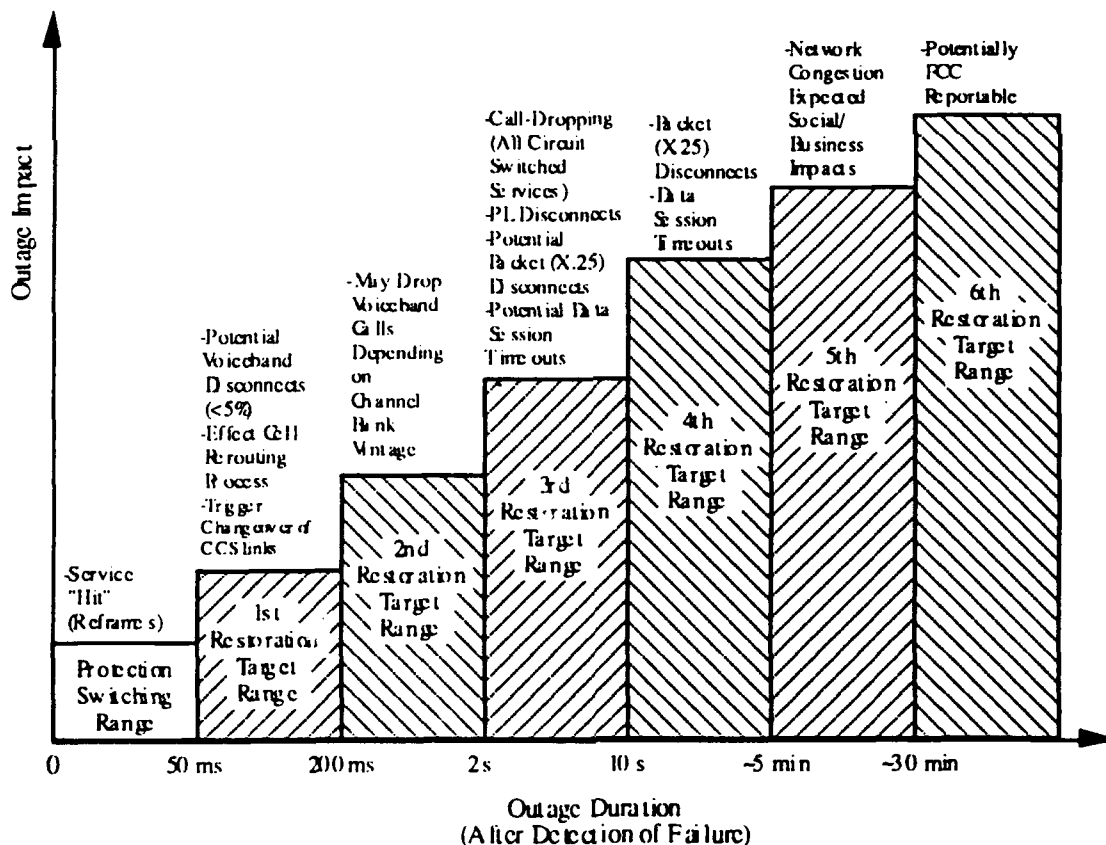 Outage Impact
-Service
"Hit"
(Reframes)
Protection
Switching
Range
-Potential
Voiceband
Disconnects
(<5%)
-Effect Cell
Rerouting
Process
-Trigger
Changeover of
CCS links
1st
Restoration
Target
Range
-May Drop
Voiceband
Calls
Depending
on
Channel
Bank
Vintage
2nd
Restoration
Target
Range
-Call-Dropping
(All Circuit
Switched
Services)
-PL Disconnects
-Potential
Packet (X.25)
Disconnects
-Potential Data
Session
Timeouts
3rd
Restoration
Target
Range
-Packet
(X.25)
Disconnects
-Data
Session
Timeouts
4th
Restoration
Target
Range
-Network
Congestion
Expected
Social/
Business
Impacts
5th
Restoration
Target
Range
-Potentially
FCC
Reportable
6th
Restoration
Target
Range
0 50 ms 200 ms 2 s 10 s ~5 min ~30 min
Outage Duration
(After Detection of Failure)